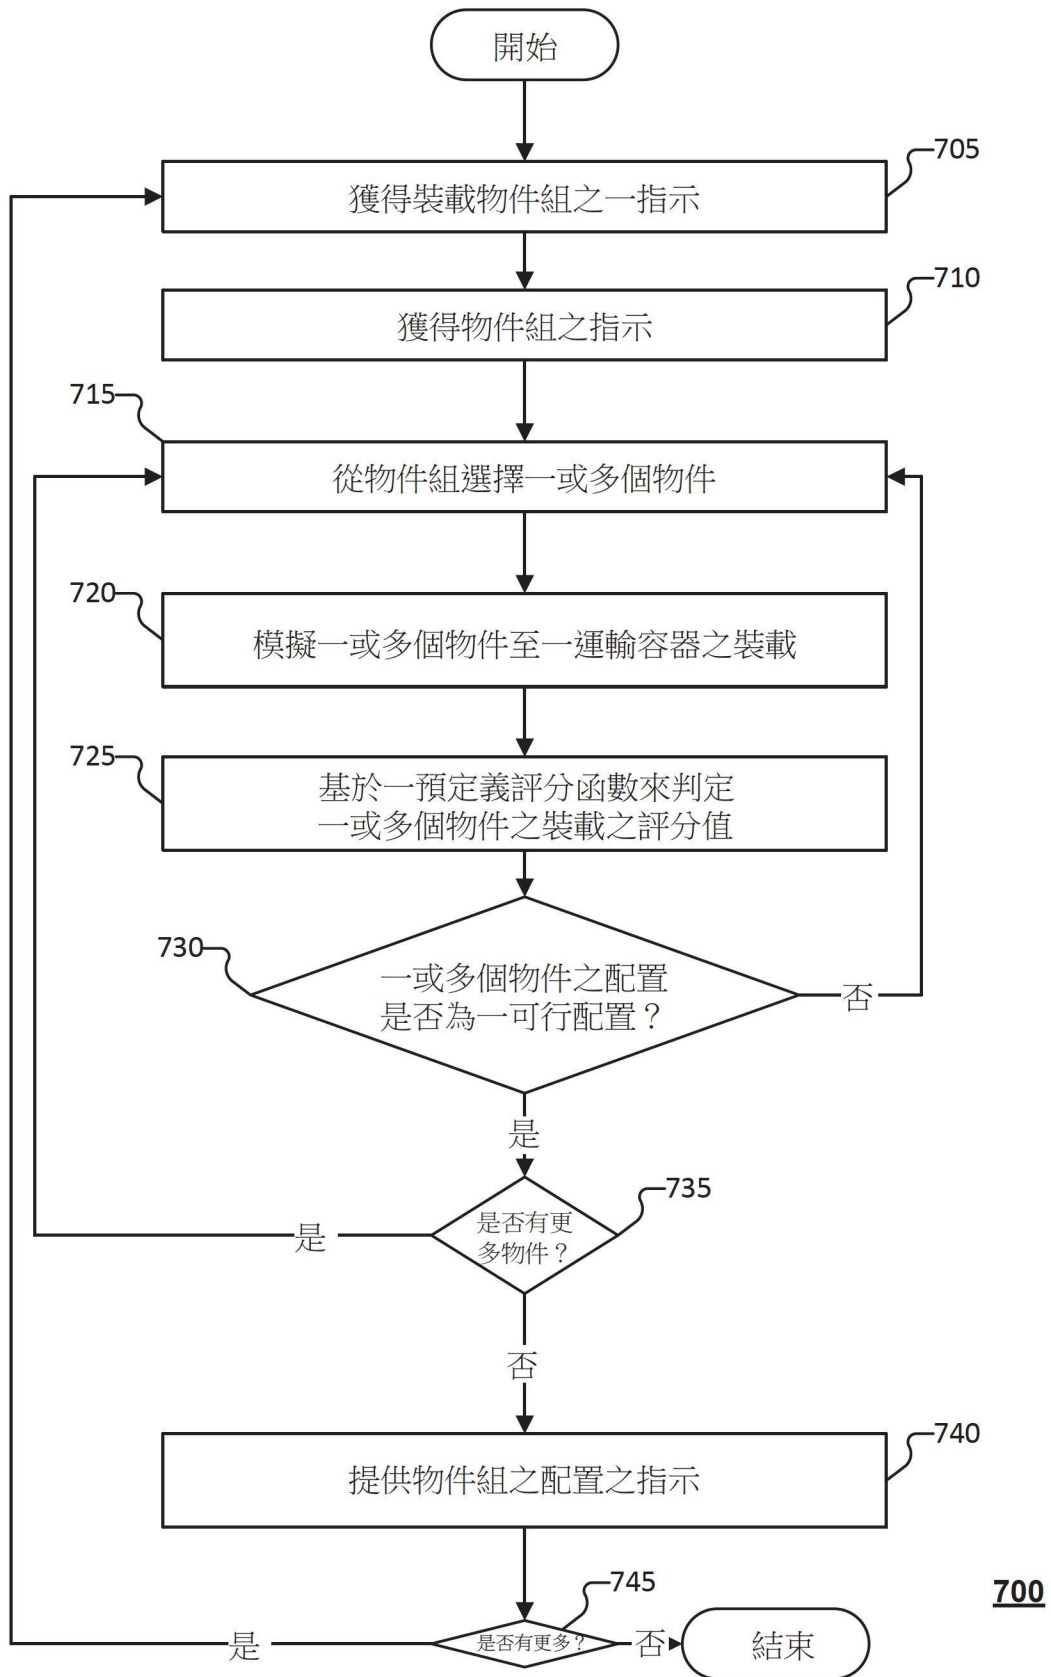 開始
705
獲得裝載物件組之一指示
710
獲得物件組之指示
715
從物件組選擇一或多個物件
720
模擬一或多個物件至一運輸容器之裝載
725
基於一預定義評分函數來判定
一或多個物件之裝載之評分值
730
一或多個物件之配置
是否為一可行配置？
否
是
735
是否有更
多物件？
是
否
740
提供物件組之配置之指示
745
700
是否有更多？
是
否
結束